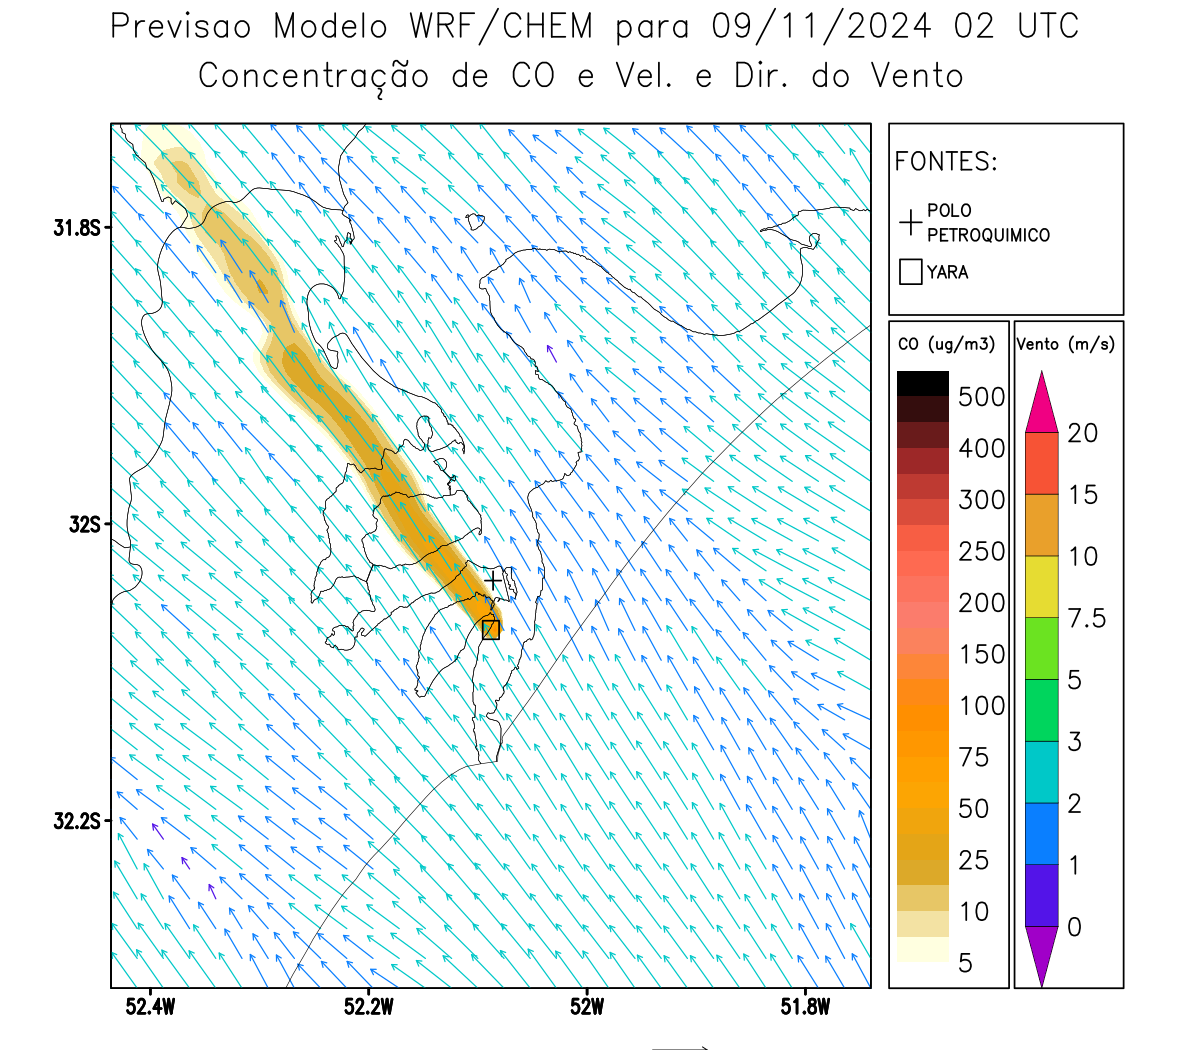 Previsao Modelo WRF/CHEM para 09/11/2024 02 UTC
Concentração de CO e Vel. e Dir. do Vento
FONTES:
POLO
PETROQUIMICO
YARA
CO (ug/m3)
500
400
300
250
200
150
100
75
50
25
10
5
Vento (m/s)
20
15
10
7.5
5
3
2
1
0
31.8S
32S
32.2S
52.4W
52.2W
52W
51.8W